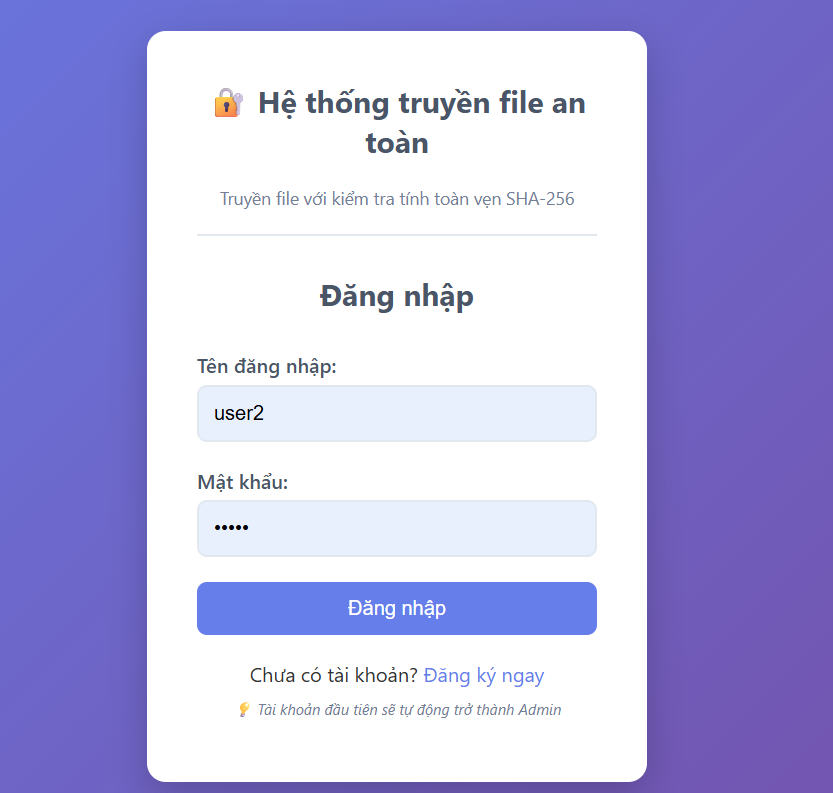 🔐 Hệ thống truyền file an
toàn
Truyền file với kiểm tra tính toàn vẹn SHA-256
Đăng nhập
Tên đăng nhập:
user2
Mật khẩu:
•••••
Đăng nhập
Chưa có tài khoản? Đăng ký ngay
💡 Tài khoản đầu tiên sẽ tự động trở thành Admin